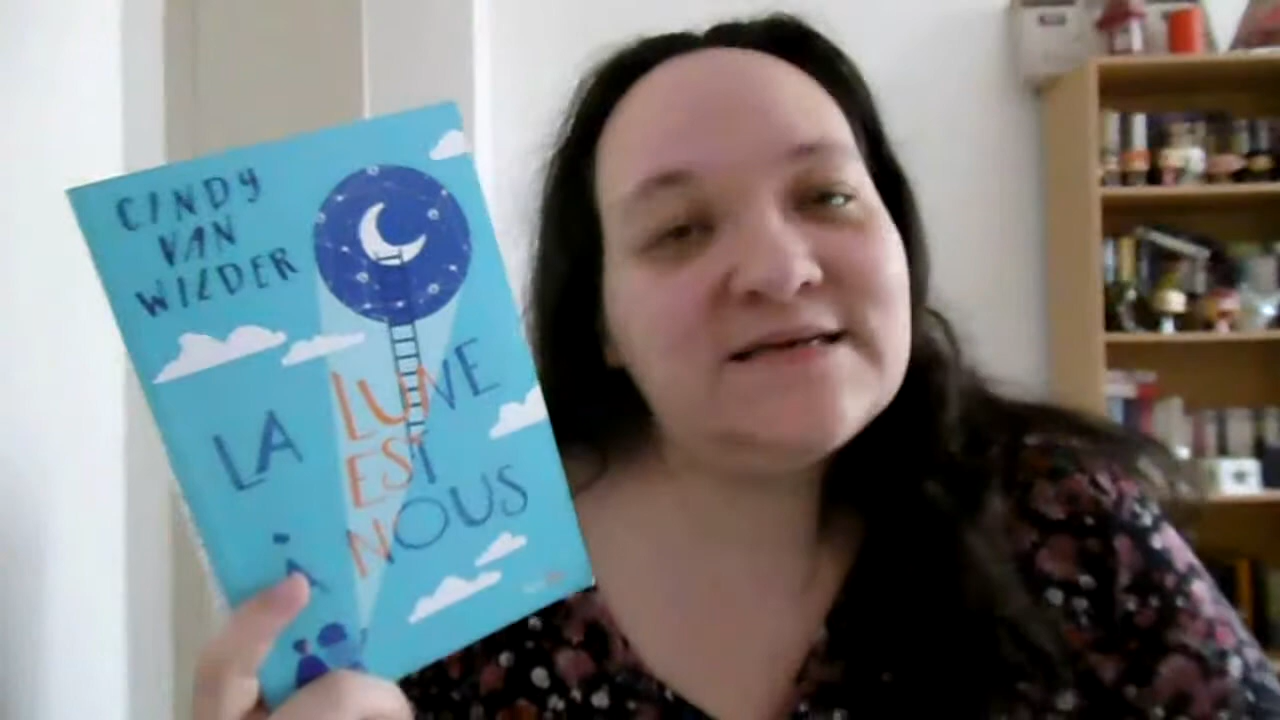 CINDY
VAN
WILDER
LA LUNE
EST
À NOUS